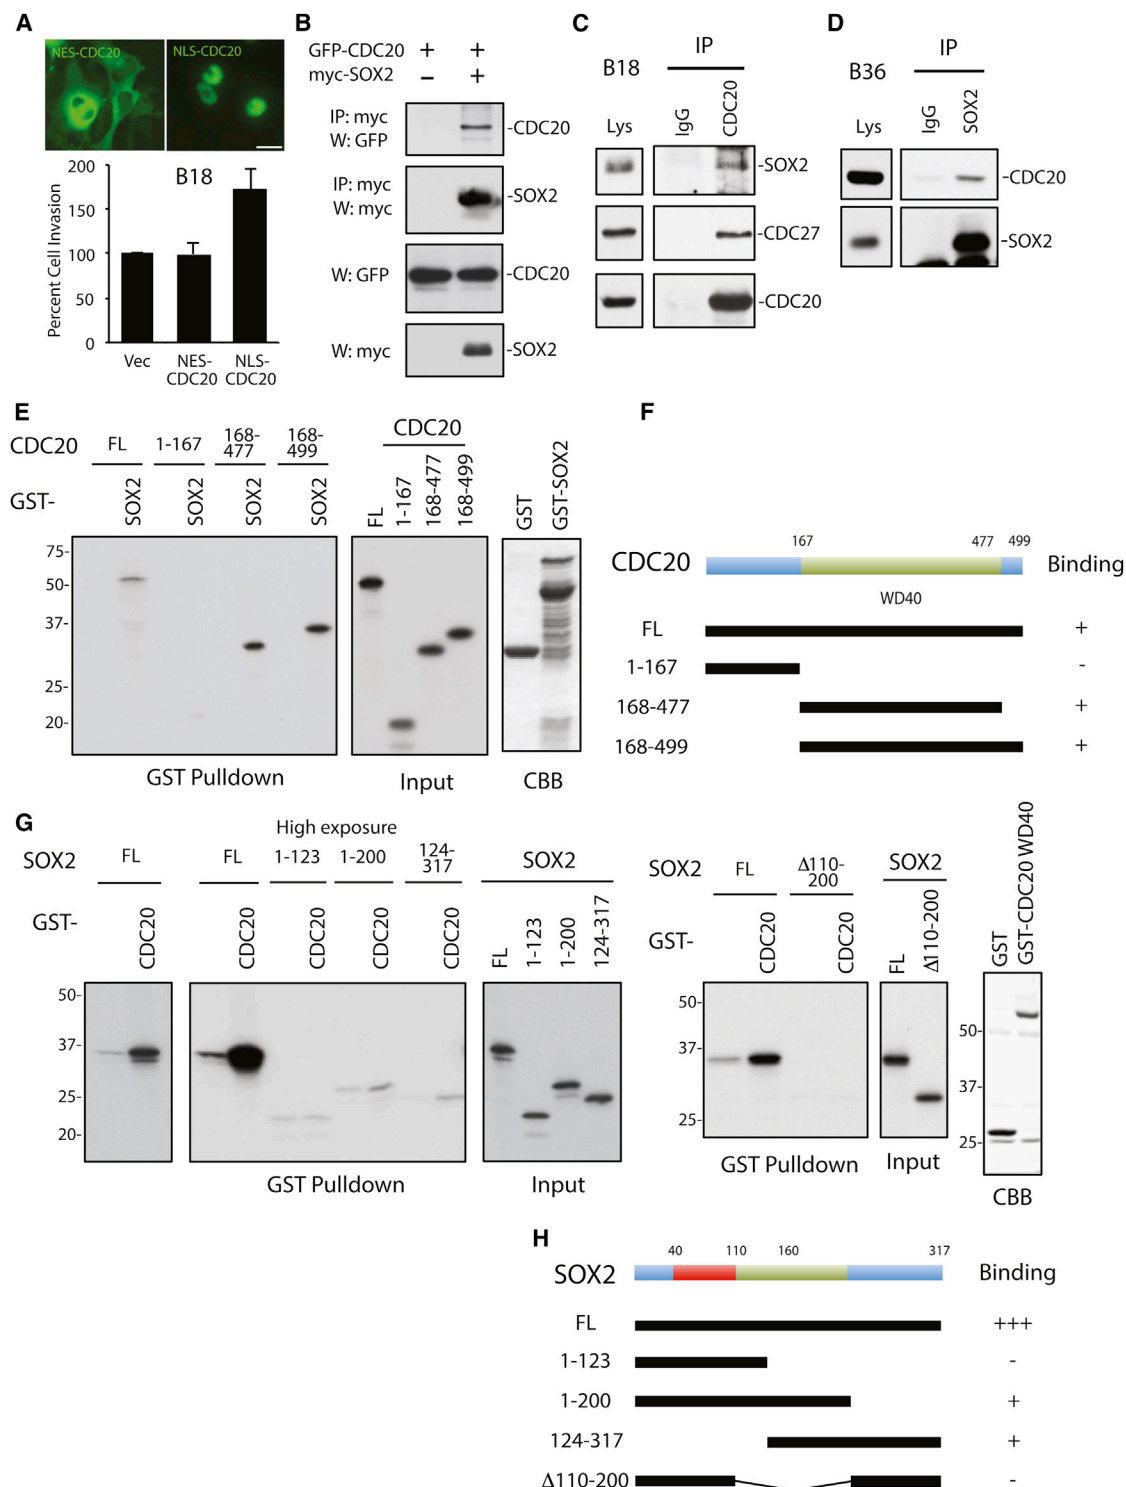 A
NES-CDC20
NLS-CDC20
200
150
100
50
0
Percent Cell Invasion
B18
Vec
NES-
CDC20
NLS-
CDC20
B
GFP-CDC20 + +
myc-SOX2 – +
IP: myc
W: GFP
-CDC20
IP: myc
W: myc
-SOX2
W: GFP
-CDC20
W: myc
-SOX2
C
B18
IP
Lys
IgG
CDC20
-SOX2
-CDC27
-CDC20
D
B36
IP
Lys
IgG
SOX2
-CDC20
-SOX2
E
CDC20
FL
1-167
168-
477
168-
499
GST-
SOX2
SOX2
SOX2
SOX2
75-
50-
37-
25-
20-
GST Pulldown
CDC20
FL
1-167
168-477
168-499
Input
GST
GST-SOX2
CBB
F
167 477 499
CDC20
Binding
WD40
FL +
1-167 -
168-477 +
168-499 +
G
High exposure
SOX2
FL
FL
1-123
1-200
124-
317
GST-
CDC20
CDC20
CDC20
CDC20
CDC20
50-
37-
25-
20-
GST Pulldown
SOX2
FL
1-123
1-200
124-317
Input
SOX2
FL
Δ110-
200
GST-
CDC20
CDC20
50-
37-
25-
GST Pulldown
SOX2
FL
Δ110-200
Input
GST
GST-CDC20 WD40
50-
37-
25-
CBB
H
40 110 160 317
SOX2
Binding
FL +++
1-123 -
1-200 +
124-317 +
Δ110-200 -